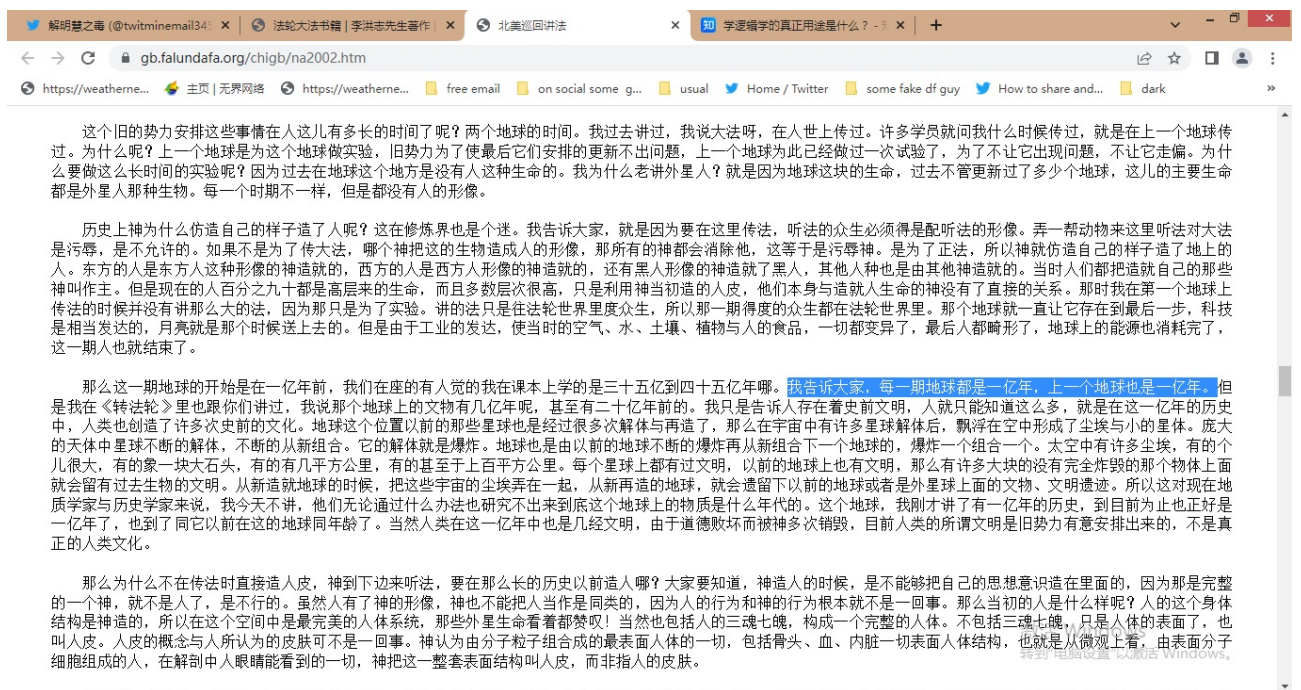 解明慧之毒 (@twitminemail345
法轮大法书籍 | 李洪志先生著作
北美巡回讲法
学逻辑学的真正用途是什么？ -
gb.falundafa.org/chigb/na2002.htm
https://weatherne...
主页 | 无界网络
https://weatherne...
free email
on social some g...
usual
Home / Twitter
some fake df guy
How to share and...
dark
这个旧的势力安排这些事情在人这儿有多长的时间了呢？两个地球的时间。我过去讲过，我说大法呀，在人世上传过。许多学员就问我什么时候传过，就是在上一个地球传
过。为什么呢？上一个地球是为这个地球做实验，旧势力为了使最后它们安排的更新不出问题，上一个地球为此已经做过一次试验了，为了不让它出现问题，不让它走偏。为什
么要做这么长时间的实验呢？因为过去在地球这个地方是没有人这种生命的。我为什么老讲外星人？就是因为地球这块的生命，过去不管更新过了多少个地球，这儿的主要生命
都是外星人那种生物。每一个时期不一样，但是都没有人的形像。
历史上神为什么仿造自己的样子造了人呢？这在修炼界也是个迷。我告诉大家，就是因为要在这里传法，听法的众生必须得是配听法的形像。弄一帮动物来这里听法对大法
是污辱，是不允许的。如果不是为了传大法，哪个神把这的生物造成人的形像，那所有的神都会消除他，这等于是污辱神。是为了正法，所以神就仿造自己的样子造了地上的
人。东方的人是东方人这种形像的神造就的，西方的人是西方人形像的神造就的，还有黑人形像的神造就了黑人，其他人种也是由其他神造就的。当时人们都把造就自己的那些
神叫作主。但是现在的人百分之九十都是高层来的生命，而且多数层次很高，只是利用神当初造的人皮，他们本身与造就人生命的神没有了直接的关系。那时我在第一个地球上
传法的时候并没有讲那么大的法，因为那只是为了实验。讲的法只是往法轮世界里度众生，所以那一期得度的众生都在法轮世界里。那个地球就一直让它存在到最后一步，科技
是相当发达的，月亮就是那个时候送上去的。但是由于工业的发达，使当时的空气、水、土壤、植物与人的食品，一切都变异了，最后人都畸形了，地球上的能源也消耗完了，
这一期人也就结束了。
那么这一期地球的开始是在一亿年前，我们在座的有人觉的我在课本上学的是三十五亿到四十五亿年哪。我告诉大家，每一期地球都是一亿年，上一个地球也是一亿年。但
是我在《转法轮》里也跟你们讲过，我说那个地球上的文物有几亿年呢，甚至有二十亿年前的。我只是告诉人存在着史前文明，人就只能知道这么多，就是在这一亿年的历史
中，人类也创造了许多次史前的文化。地球这个位置以前的那些星球也是经过很多次解体与再造了，那么在宇宙中有许多星球解体后，飘浮在空中形成了尘埃与小的星体。庞大
的天体中星球不断的解体，不断的从新组合。它的解体就是爆炸。地球也是由以前的地球不断的爆炸再从新组合下一个地球的，爆炸一个组合一个。太空中有许多尘埃，有的个
儿很大，有的象一块大石头，有的有几平方公里，有的甚至于上百平方公里。每个星球上都有过文明，以前的地球上也有文明，那么有许多大块的没有完全炸毁的那个物体上面
就会留有过去生物的文明。从新造就地球的时候，把这些宇宙的尘埃弄在一起，从新再造的地球，就会遗留下以前的地球或者是外星球上面的文物、文明遗迹。所以这对现在地
质学家与历史学家来说，我今天不讲，他们无论通过什么办法也研究不出来到底这个地球上的物质是什么年代的。这个地球，我刚才讲了有一亿年的历史，到目前为止也正好是
一亿年了，也到了同它以前在这的地球同年龄了。当然人类在这一亿年中也是几经文明，由于道德败坏而被神多次销毁，目前人类的所谓文明是旧势力有意安排出来的，不是真
正的人类文化。
那么为什么不在传法时直接造人皮，神到下边来听法，要在那么长的历史以前造人哪？大家要知道，神造人的时候，是不能够把自己的思想意识造在里面的，因为那是完整
的一个神，就不是人了，是不行的。虽然人有了神的形像，神也不能把人当作是同类的，因为人的行为和神的行为根本就不是一回事。那么当初的人是什么样呢？人的这个身体
结构是神造的，所以在这个空间中是最完美的人体系统，那些外星生命看着都赞叹！当然也包括人的三魂七魄，构成一个完整的人体。不包括三魂七魄，只是人体的表面了，也
叫人皮。人皮的概念与人所认为的皮肤可不是一回事。神认为由分子粒子组合成的最表面人体的一切，包括骨头、血、内脏一切表面人体结构，也就是从微观上看，由表面分子
细胞组成的人，在解剖中人眼睛能看到的一切，神把这一整套表面结构叫人皮，而非指人的皮肤。
转到"电脑设置"以激活 Windows。